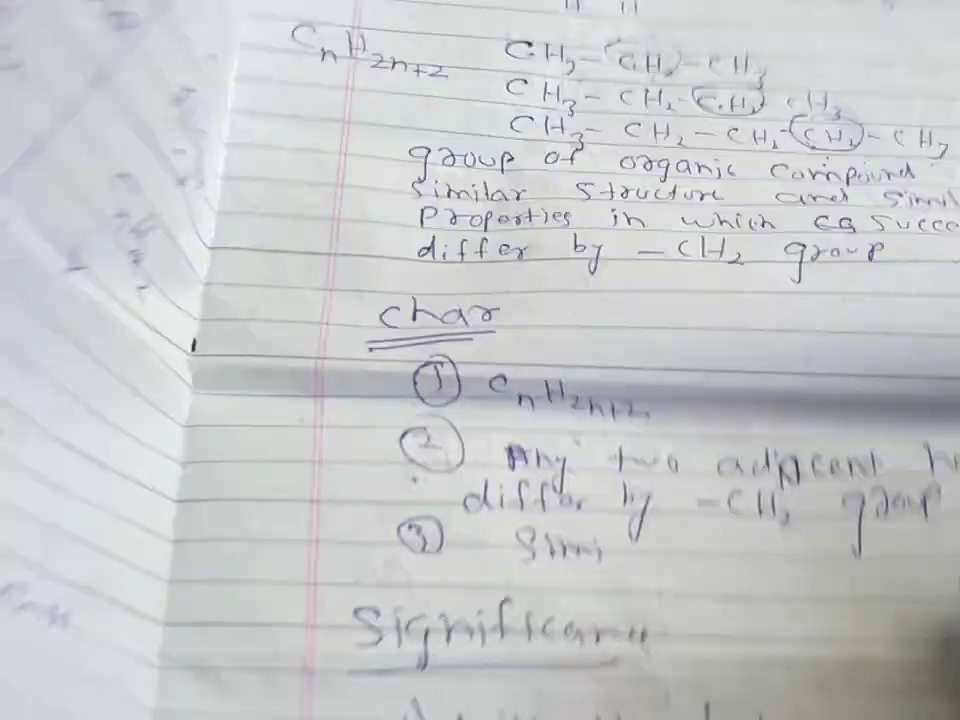 CnH2n+2
CH3 - CH2 - CH3
CH3 - CH2 - CH2 CH3
CH3 - CH2 - CH2 - CH2 - CH3
group of organic compound
similar structure and
Properties in which
differ by - CH2 group
char
① CnH2n+2
② Any two adjacent
differ by - CH2 group
③ Simi
Significance